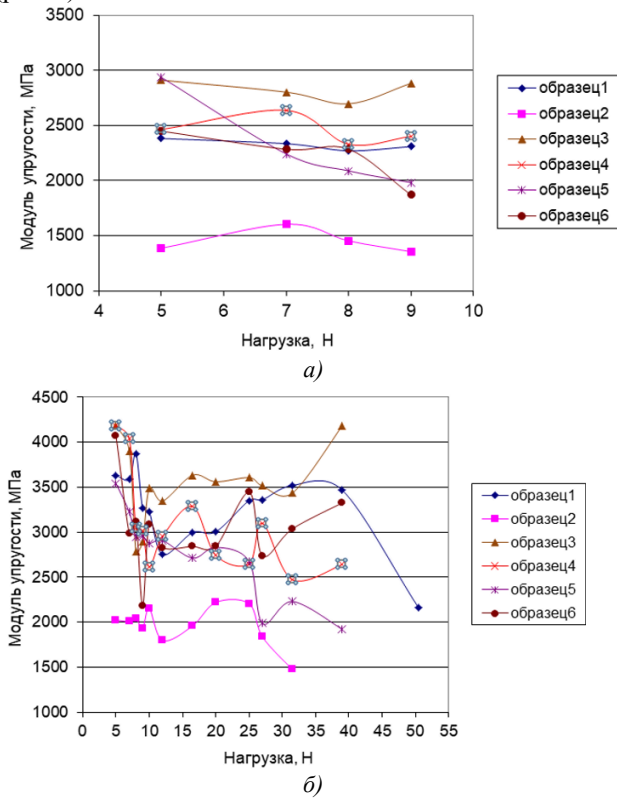 Модуль упругости, МПа
3500
3000
2500
2000
1500
1000
4 5 6 7 8 9 10
Нагрузка, Н
образец1
образец2
образец3
образец4
образец5
образец6
а)
Модуль упругости, МПа
4500
4000
3500
3000
2500
2000
1500
1000
0 5 10 15 20 25 30 35 40 45 50 55
Нагрузка, Н
образец1
образец2
образец3
образец4
образец5
образец6
б)